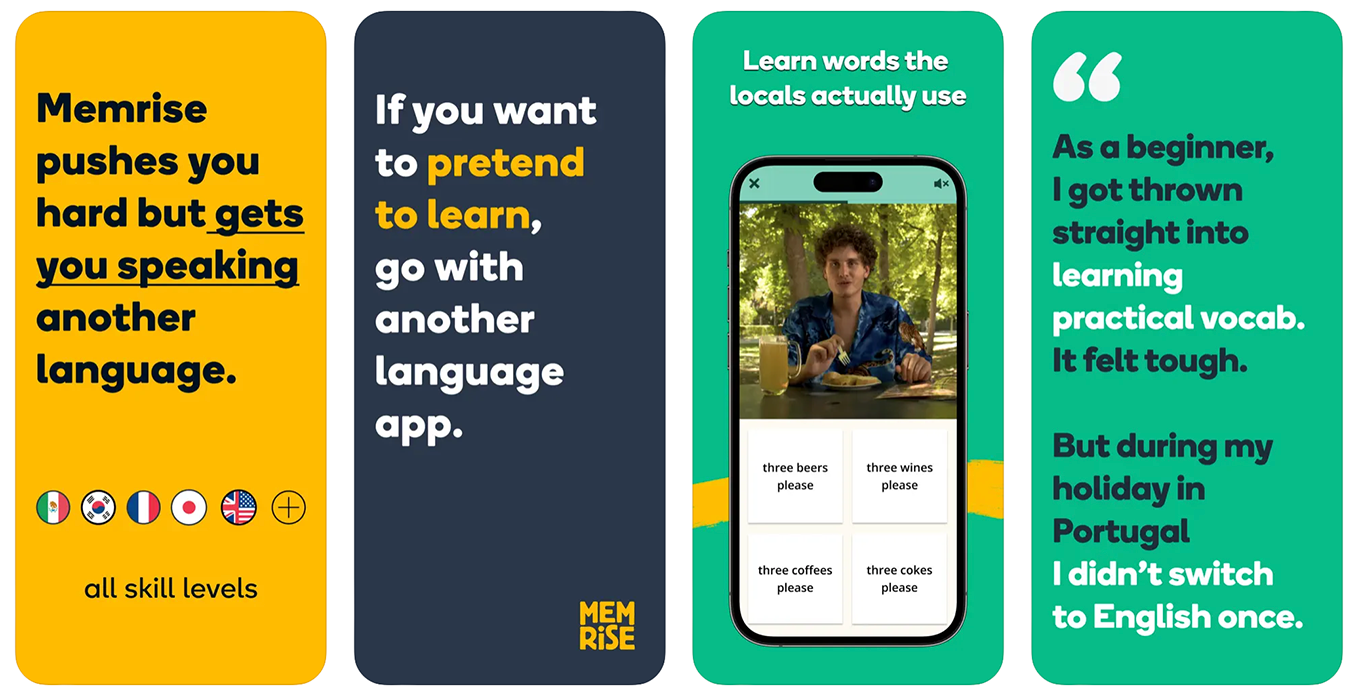 Memrise
pushes you
hard but gets
you speaking
another
language.
all skill levels
If you want
to pretend
to learn,
go with
another
language
app.
MEM
RiSE
Learn words the
locals actually use
three beers
please
three wines
please
three coffees
please
three cokes
please
“
As a beginner,
I got thrown
straight into
learning
practical vocab.
It felt tough.
But during my
holiday in
Portugal
I didn’t switch
to English once.